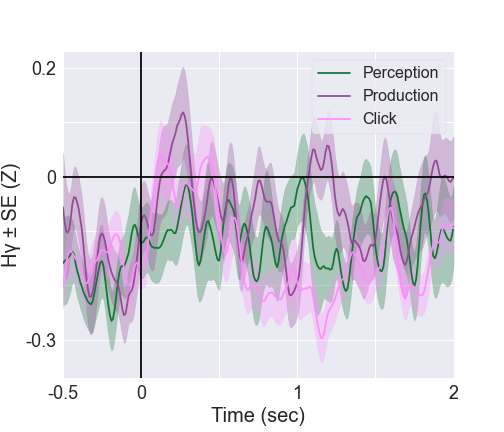 0.2
0
-0.3
Hγ ± SE (Z)
Perception
Production
Click
-0.5
0
1
2
Time (sec)